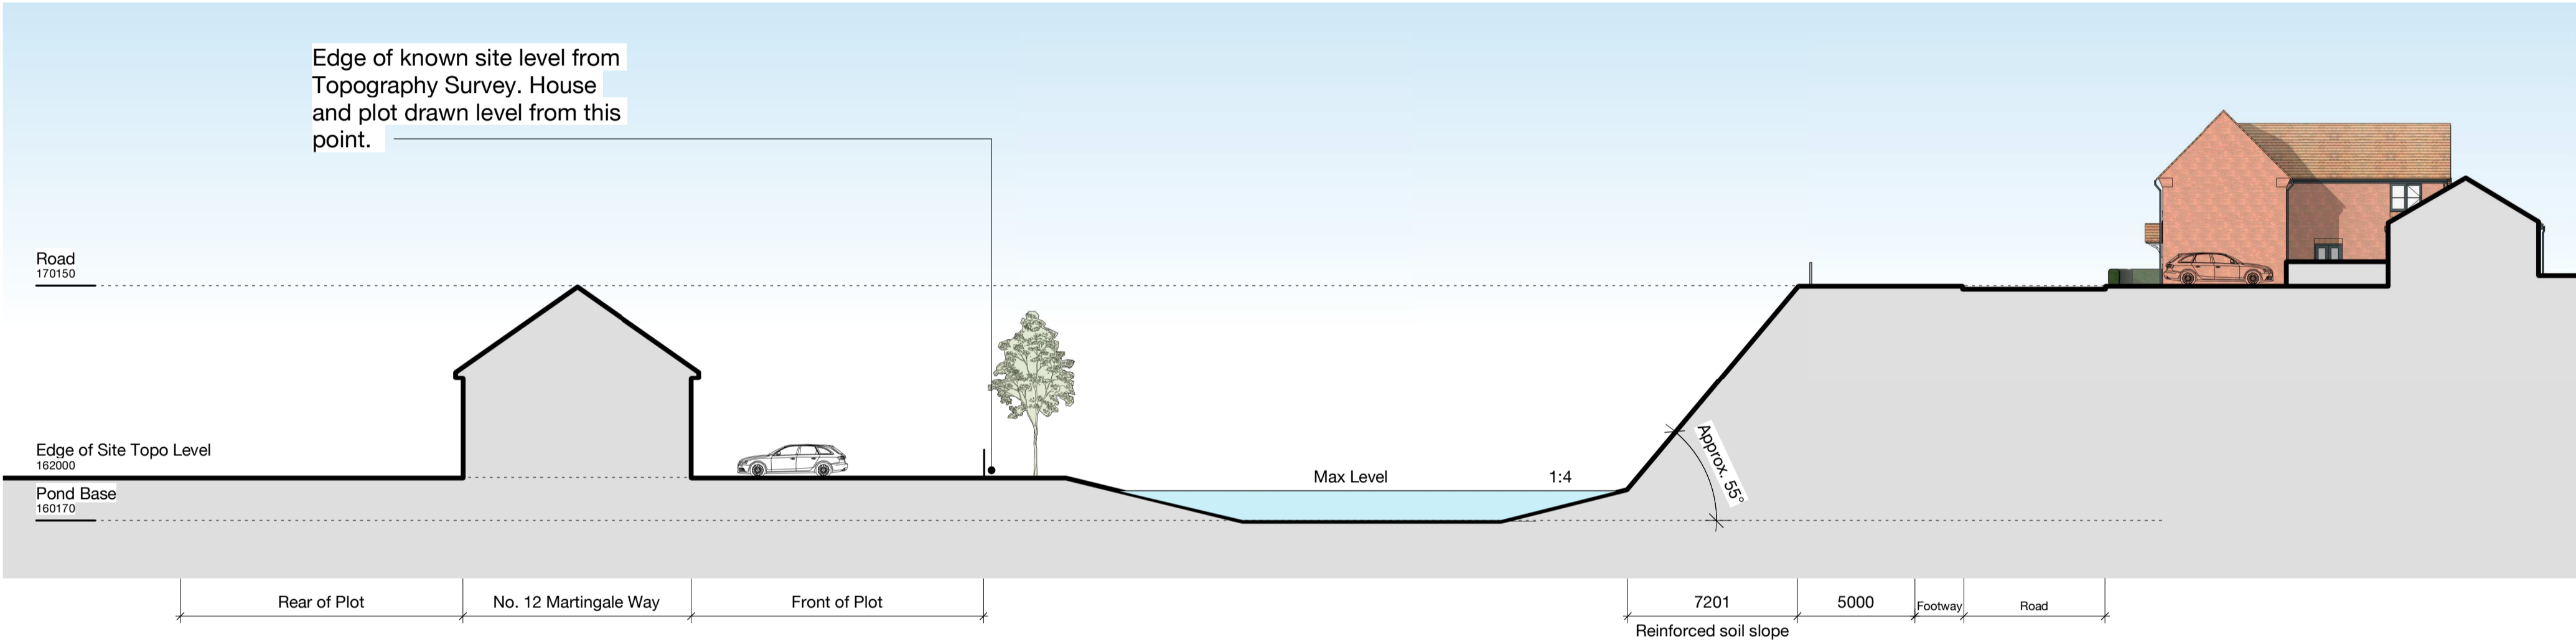 Edge of known site level from
Topography Survey. House
and plot drawn level from this
point.
Road
170150
Edge of Site Topo Level
162000
Pond Base
160170
Max Level
1:4
Approx. 55°
Rear of Plot
No. 12 Martingale Way
Front of Plot
7201
5000
Footway
Road
Reinforced soil slope